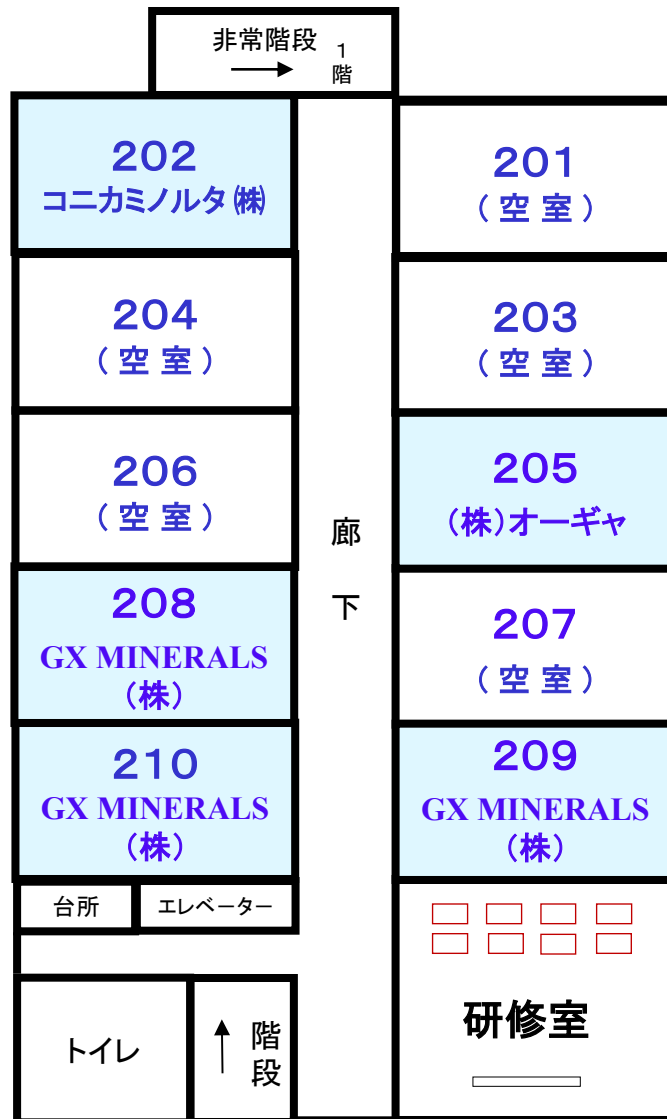 非常階段
1
階
202
コニカミノルタ㈱
201
(空室)
204
(空室)
203
(空室)
206
(空室)
205
(株)オーギャ
廊
下
208
GX MINERALS
(株)
207
(空室)
210
GX MINERALS
(株)
209
GX MINERALS
(株)
台所
エレベーター
研修室
トイレ
階
段